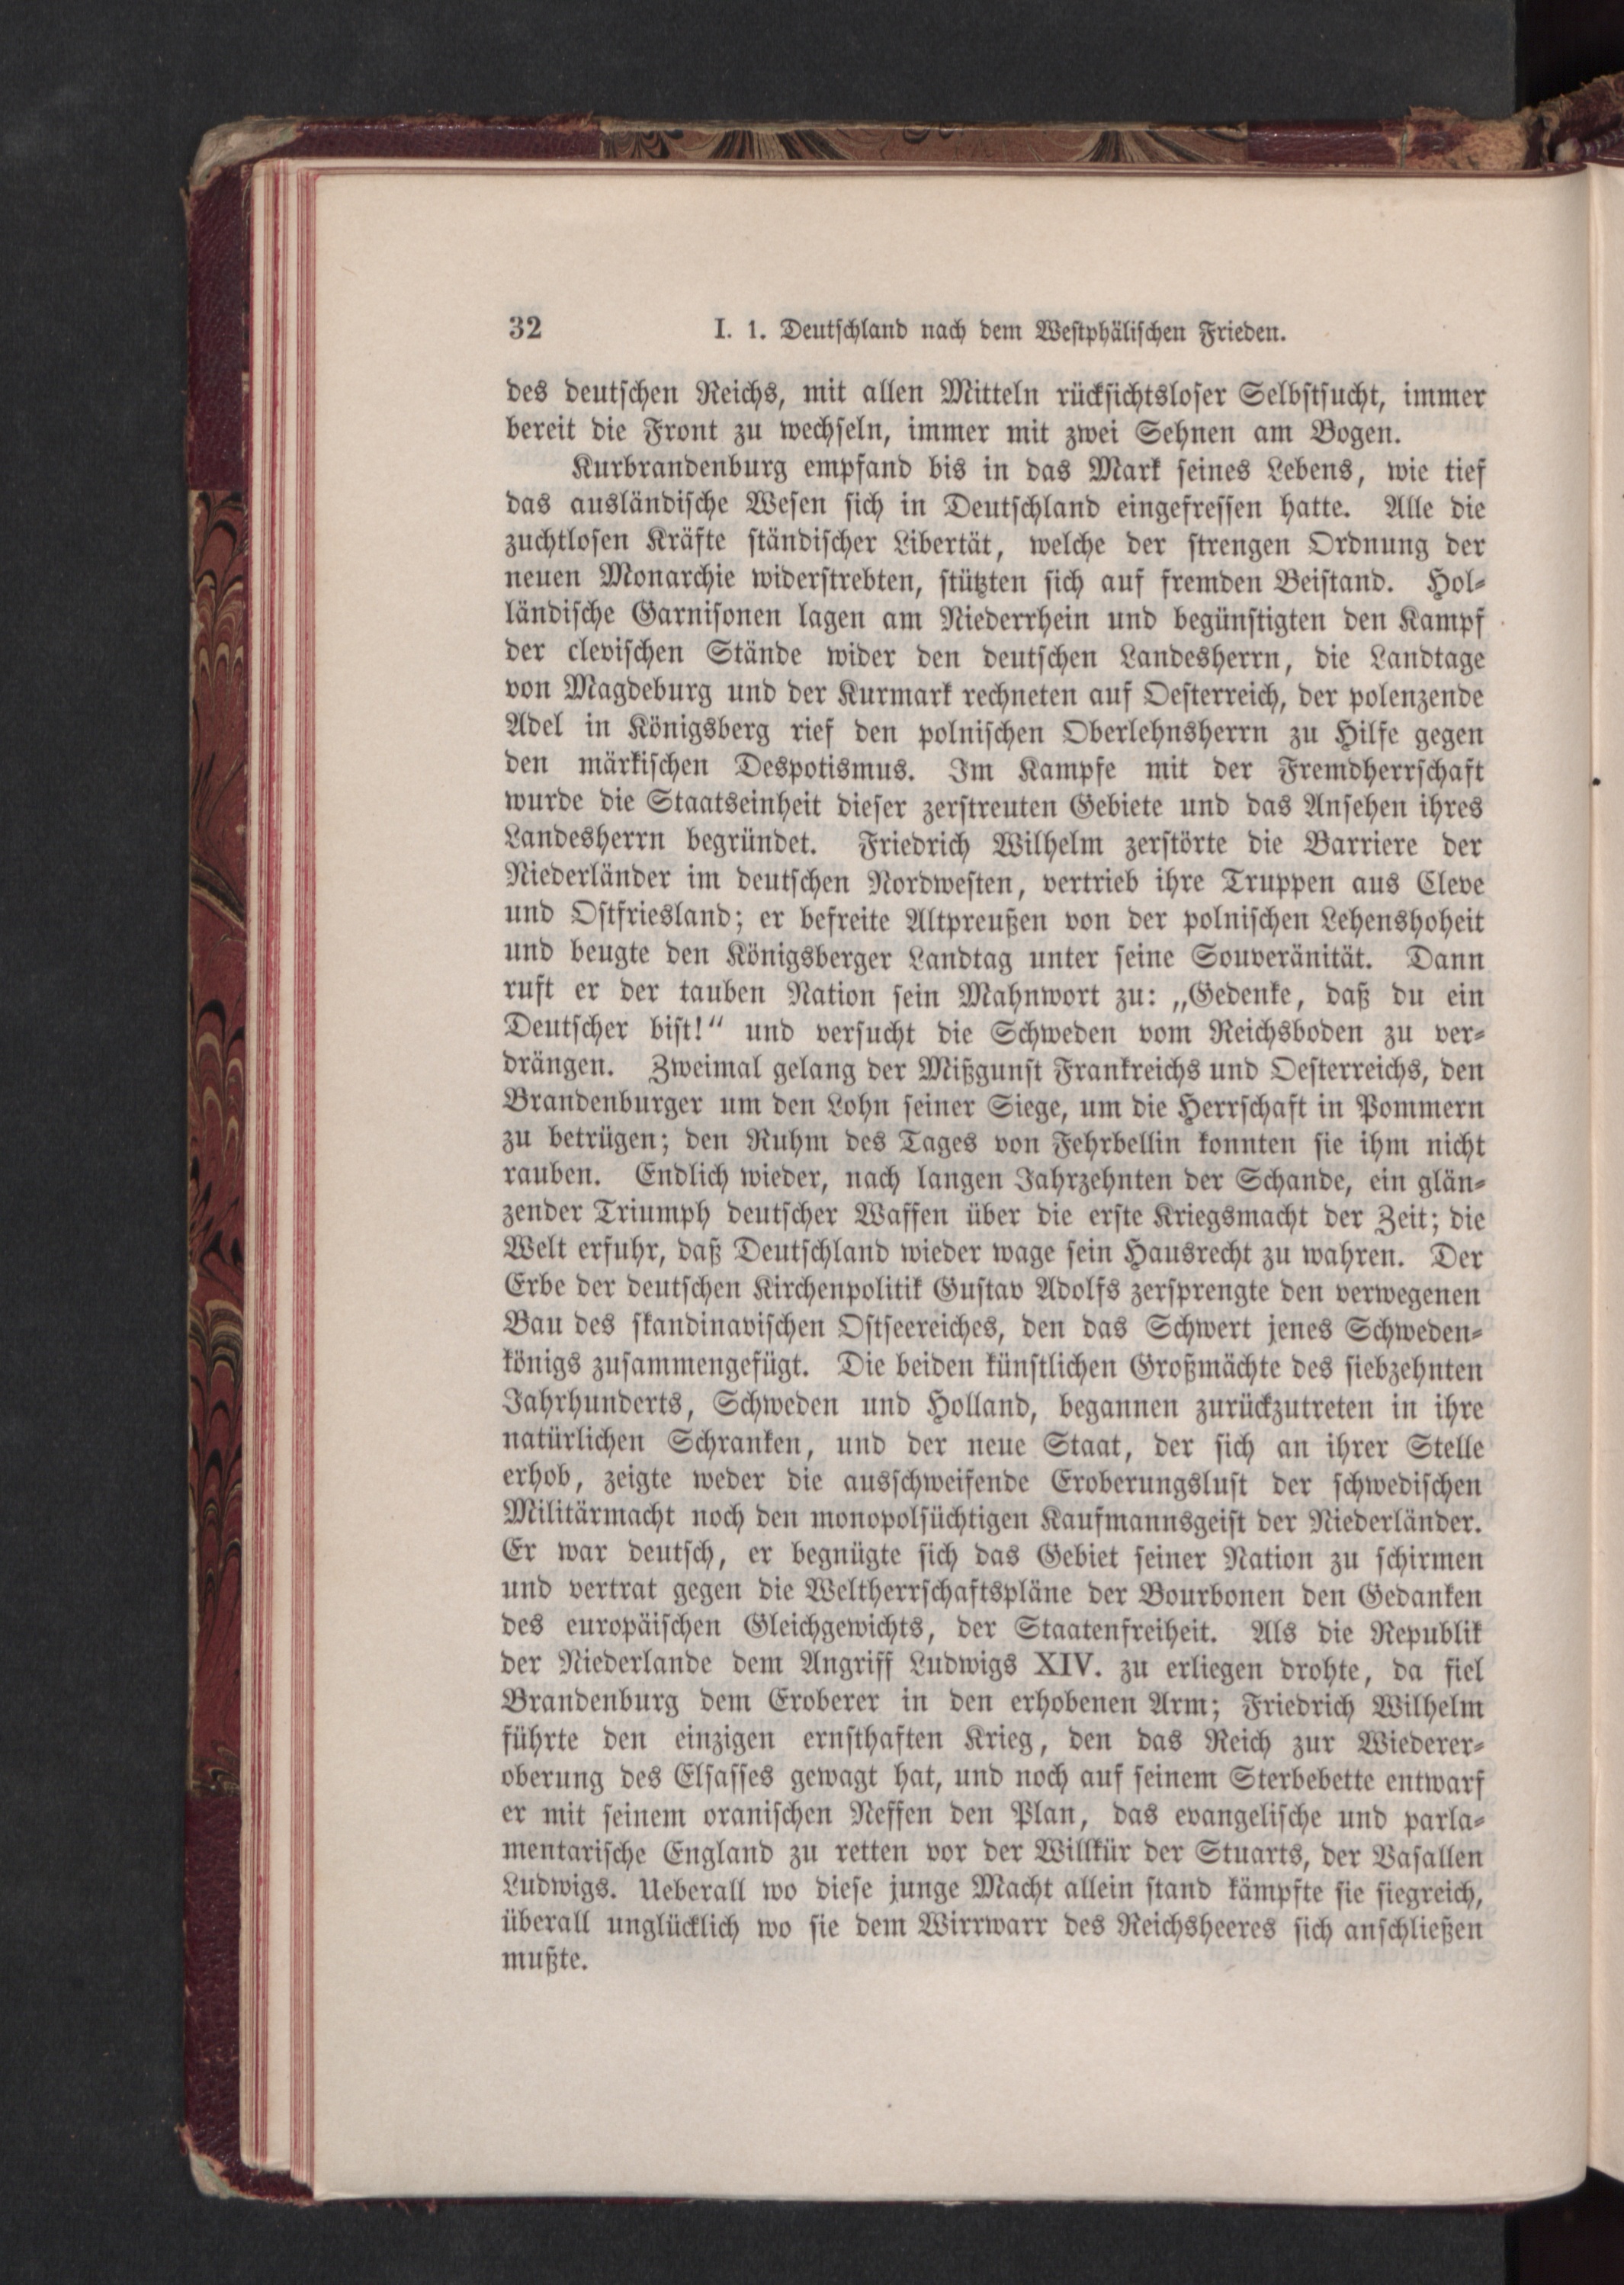 32 I. 1. Deutschland nach dem Westphälischen Frieden.
des deutschen Reichs, mit allen Mitteln rücksichtsloser Selbstsucht, immer
bereit die Front zu wechseln, immer mit zwei Sehnen am Bogen.
Kurbrandenburg empfand bis in das Mark seines Lebens, wie tief
das ausländische Wesen sich in Deutschland eingefressen hatte. Alle die
zuchtlosen Kräfte ständischer Libertät, welche der strengen Ordnung der
neuen Monarchie widerstrebten, stützten sich auf fremden Beistand. Hol-
ländische Garnisonen lagen am Niederrhein und begünstigten den Kampf
der clevischen Stände wider den deutschen Landesherrn, die Landtage
von Magdeburg und der Kurmark rechneten auf Oesterreich, der polenzende
Adel in Königsberg rief den polnischen Oberlehnsherrn zu Hilfe gegen
den märkischen Despotismus. Im Kampfe mit der Fremdherrschaft
wurde die Staatseinheit dieser zerstreuten Gebiete und das Ansehen ihres
Landesherrn begründet. Friedrich Wilhelm zerstörte die Barriere der
Niederländer im deutschen Nordwesten, vertrieb ihre Truppen aus Cleve
und Ostfriesland; er befreite Altpreußen von der polnischen Lehenshoheit
und beugte den Königsberger Landtag unter seine Souveränität. Dann
ruft er der tauben Nation sein Mahnwort zu: „Gedenke, daß du ein
Deutscher bist!“ und versucht die Schweden vom Reichsboden zu ver-
drängen. Zweimal gelang der Mißgunst Frankreichs und Oesterreichs, den
Brandenburger um den Lohn seiner Siege, um die Herrschaft in Pommern
zu betrügen; den Ruhm des Tages von Fehrbellin konnten sie ihm nicht
rauben. Endlich wieder, nach langen Jahrzehnten der Schande, ein glän-
zender Triumph deutscher Waffen über die erste Kriegsmacht der Zeit; die
Welt erfuhr, daß Deutschland wieder wage sein Hausrecht zu wahren. Der
Erbe der deutschen Kirchenpolitik Gustav Adolfs zersprengte den verwegenen
Bau des skandinavischen Ostseereiches, den das Schwert jenes Schweden-
königs zusammengefügt. Die beiden künstlichen Großmächte des siebzehnten
Jahrhunderts, Schweden und Holland, begannen zurückzutreten in ihre
natürlichen Schranken, und der neue Staat, der sich an ihrer Stelle
erhob, zeigte weder die ausschweifende Eroberungslust der schwedischen
Militärmacht noch den monopolsüchtigen Kaufmannsgeist der Niederländer.
Er war deutsch, er begnügte sich das Gebiet seiner Nation zu schirmen
und vertrat gegen die Weltherrschaftspläne der Bourbonen den Gedanken
des europäischen Gleichgewichts, der Staatenfreiheit. Als die Republik
der Niederlande dem Angriff Ludwigs XIV. zu erliegen drohte, da fiel
Brandenburg dem Eroberer in den erhobenen Arm; Friedrich Wilhelm
führte den einzigen ernsthaften Krieg, den das Reich zur Wiederer-
oberung des Elsasses gewagt hat, und noch auf seinem Sterbebette entwarf
er mit seinem oranischen Neffen den Plan, das evangelische und parla-
mentarische England zu retten vor der Willkür der Stuarts, der Vasallen
Ludwigs. Ueberall wo diese junge Macht allein stand kämpfte sie siegreich,
überall unglücklich wo sie dem Wirrwarr des Reichsheeres sich anschließen
mußte.